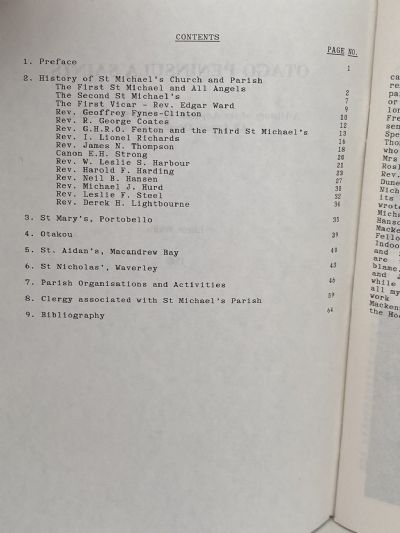 CONTENTS
PAGE NO.
1. Preface 1
2. History of St Michael's Church and Parish
The First St Michael and All Angels 2
The Second St Michael's 7
The First Vicar - Rev. Edgar Ward 9
Rev. Geoffrey Fynes-Clinton 10
Rev. R. George Coates 12
Rev. G.H.R.O. Fenton and the Third St Michael's 13
Rev. I. Lionel Richards 16
Rev. James N. Thompson 18
Canon E.H. Strong 20
Rev. W. Leslie S. Harbour 21
Rev. Harold F. Harding 23
Rev. Neil B. Hansen 27
Rev. Michael J. Hurd 30
Rev. Leslie F. Steel 32
Rev. Derek H. Lightbourne
3. St Mary's, Portobello 35
4. Otakou 39
5. St. Aidan's, Macandrew Bay 40
6. St Nicholas', Waverley 43
7. Parish Organisations and Activities 46
8. Clergy associated with St Michael's Parish 59
9. Bibliography 64